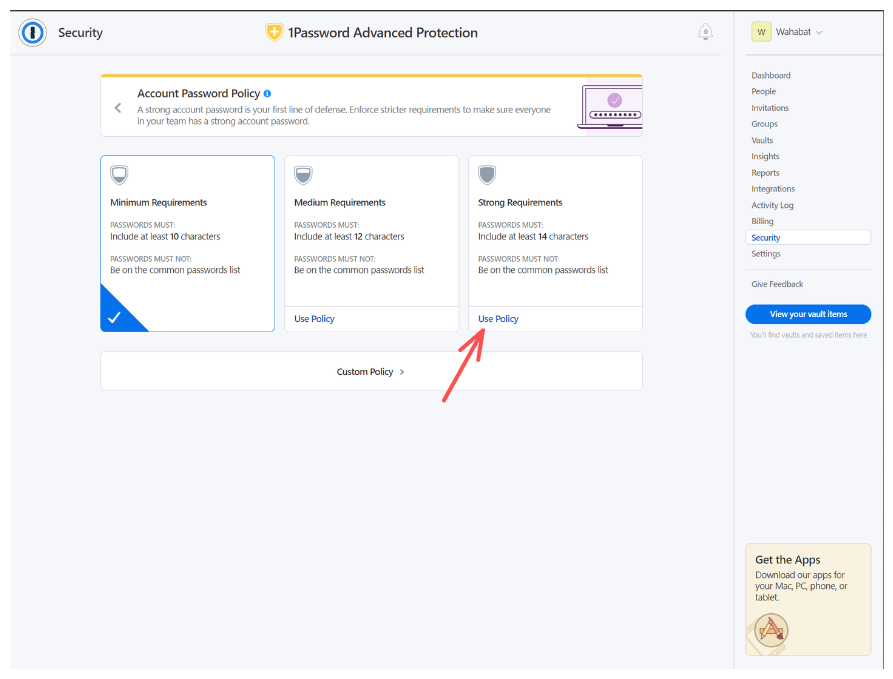 Security
1Password Advanced Protection
0
W
Wahabat
Account Password Policy
A strong account password is your first line of defense. Enforce stricter requirements to make sure everyone
in your team has a strong account password.
Minimum Requirements
PASSWORDS MUST:
Include at least 10 characters
PASSWORDS MUST NOT:
Be on the common passwords list
Medium Requirements
PASSWORDS MUST:
Include at least 12 characters
PASSWORDS MUST NOT:
Be on the common passwords list
Use Policy
Strong Requirements
PASSWORDS MUST:
Include at least 14 characters
PASSWORDS MUST NOT:
Be on the common passwords list
Use Policy
Custom Policy >
Dashboard
People
Invitations
Groups
Vaults
Insights
Reports
Integrations
Activity Log
Billing
Security
Settings
Give Feedback
View your vault items
You'll find vaults and saved items here
Get the Apps
Download our apps for
your Mac, PC, phone, or
tablet.